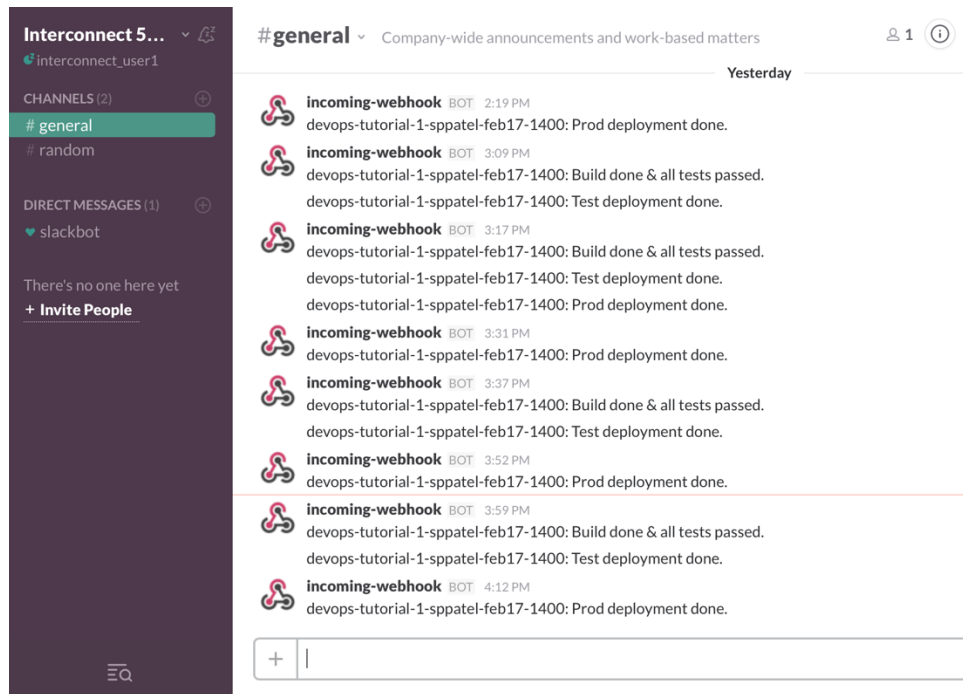 Interconnect 5...
interconnect_user1
CHANNELS (2)
# general
# random
DIRECT MESSAGES (1)
slackbot
There's no one here yet
+ Invite People
#general
Company-wide announcements and work-based matters
1
Yesterday
incoming-webhook BOT 2:19 PM
devops-tutorial-1-sppatel-feb17-1400: Prod deployment done.
incoming-webhook BOT 3:09 PM
devops-tutorial-1-sppatel-feb17-1400: Build done & all tests passed.
devops-tutorial-1-sppatel-feb17-1400: Test deployment done.
incoming-webhook BOT 3:17 PM
devops-tutorial-1-sppatel-feb17-1400: Build done & all tests passed.
devops-tutorial-1-sppatel-feb17-1400: Test deployment done.
devops-tutorial-1-sppatel-feb17-1400: Prod deployment done.
incoming-webhook BOT 3:31 PM
devops-tutorial-1-sppatel-feb17-1400: Prod deployment done.
incoming-webhook BOT 3:37 PM
devops-tutorial-1-sppatel-feb17-1400: Build done & all tests passed.
devops-tutorial-1-sppatel-feb17-1400: Test deployment done.
incoming-webhook BOT 3:52 PM
devops-tutorial-1-sppatel-feb17-1400: Prod deployment done.
incoming-webhook BOT 3:59 PM
devops-tutorial-1-sppatel-feb17-1400: Build done & all tests passed.
devops-tutorial-1-sppatel-feb17-1400: Test deployment done.
incoming-webhook BOT 4:12 PM
devops-tutorial-1-sppatel-feb17-1400: Prod deployment done.